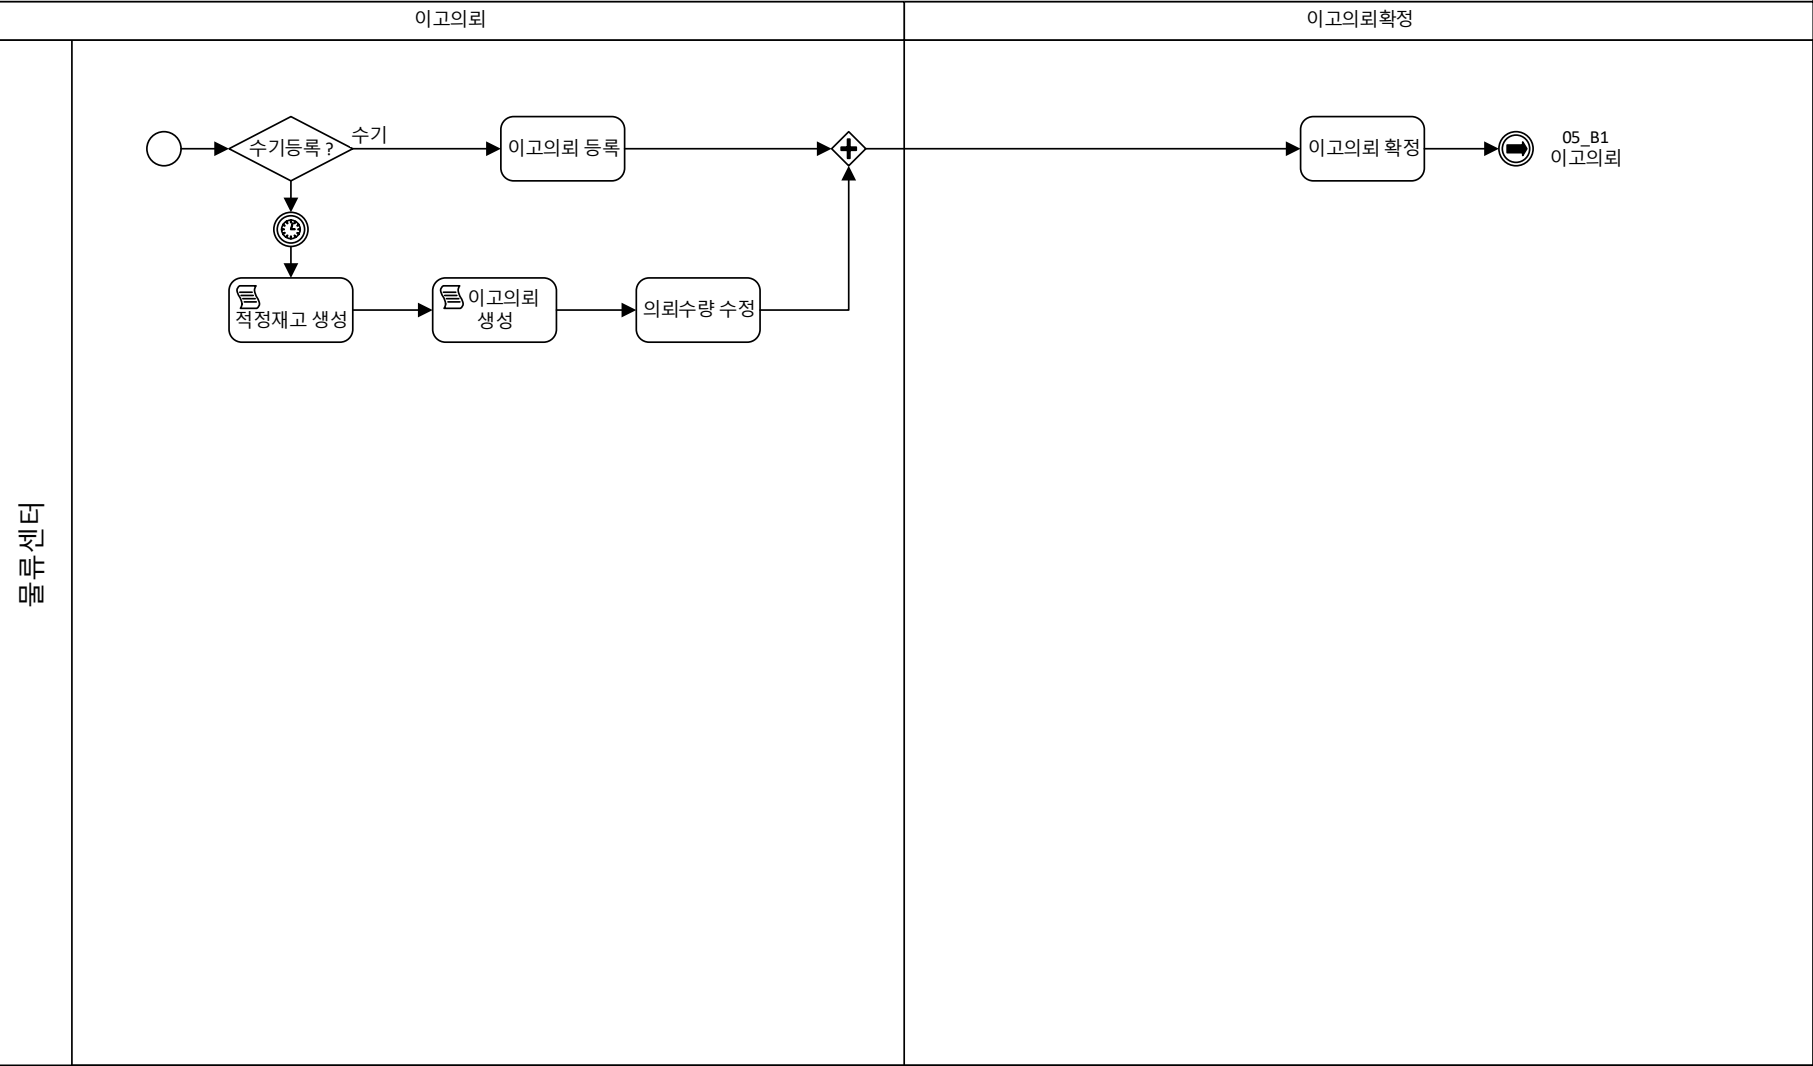 이고의뢰
이고의뢰확정
물류센터
수기등록 ?
수기
이고의뢰 등록
이고의뢰 확정
05_B1
이고의뢰
적정재고 생성
이고의뢰
생성
의뢰수량 수정